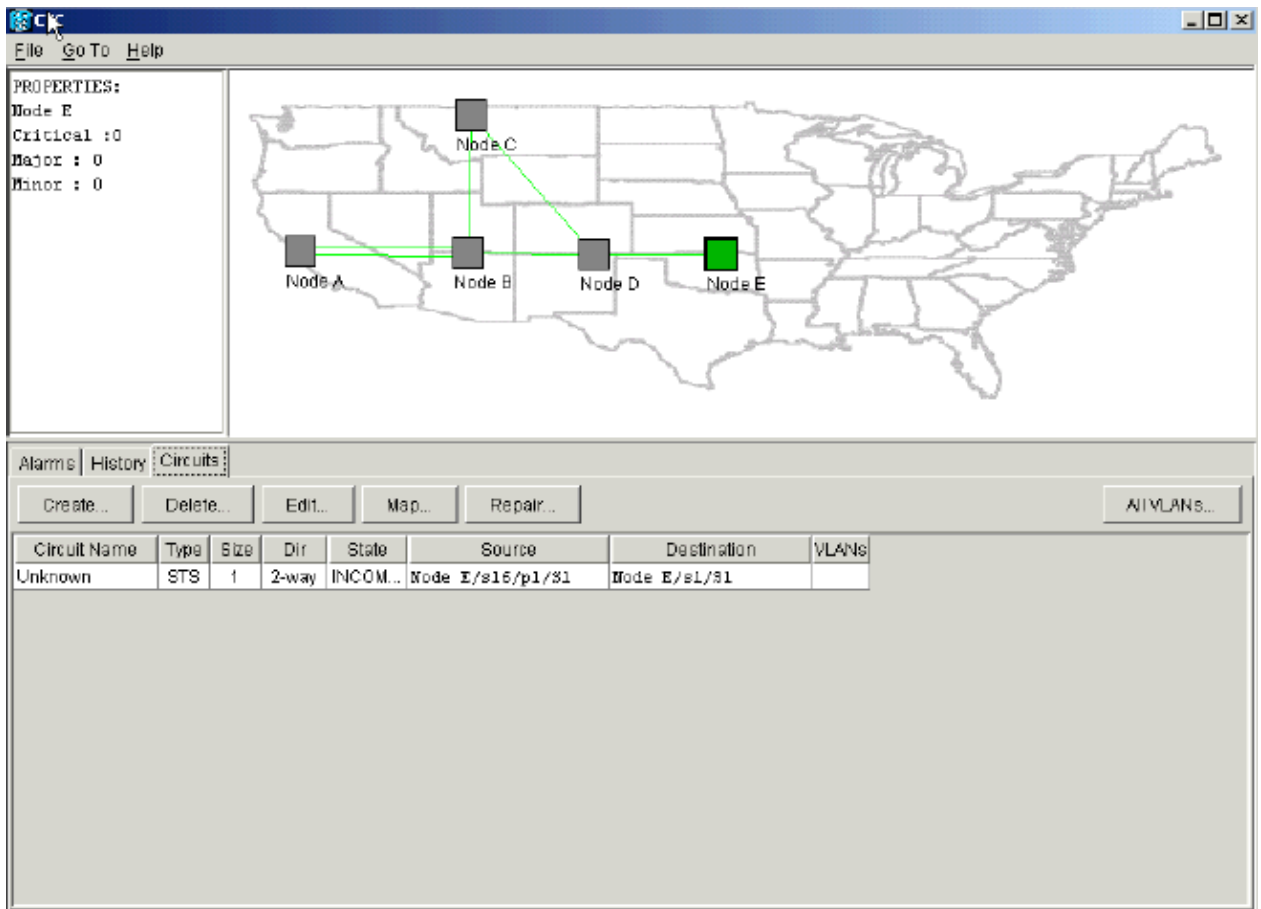 CTC
File Go To Help
PROPERTIES:
Node E
Critical :0
Major : 0
Minor : 0
Node C
Node A
Node B
Node D
Node E
Alarms History Circuits
Create... Delete... Edit... Map... Repair... All VLANs...
Circuit Name Type Size Dir State Source Destination VLANs
Unknown STS 1 2-way INCOM... Node E/s16/p1/S1 Node E/s1/S1